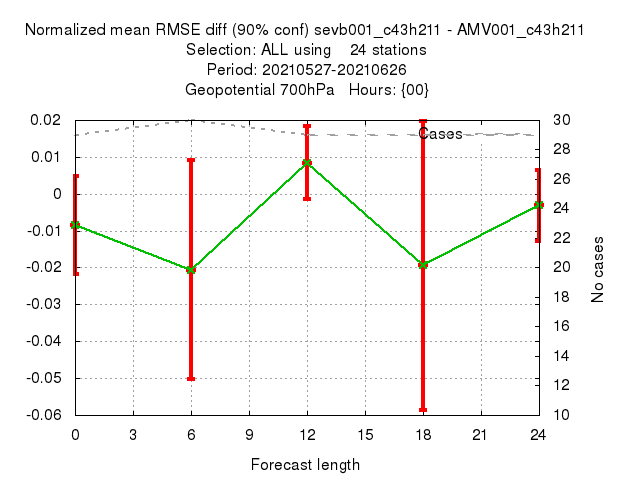 Normalized mean RMSE diff (90% conf) sevb001_c43h211 - AMV001_c43h211
Selection: ALL using 24 stations
Period: 20210527-20210626
Geopotential 700hPa Hours: {00}
Cases
0.02
0.01
0
-0.01
-0.02
-0.03
-0.04
-0.05
-0.06
30
28
26
24
22
20
18
16
14
12
10
No cases
0 3 6 9 12 15 18 21 24
Forecast length